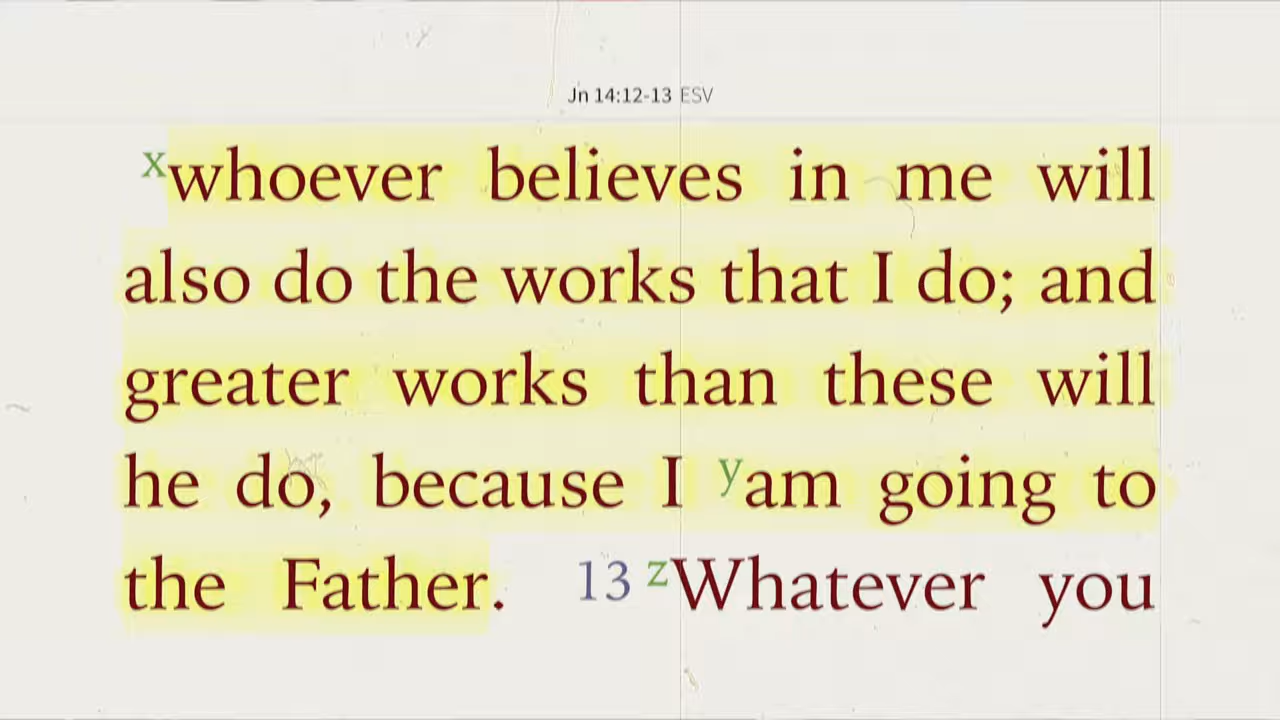 Jn 14:12-13 ESV
xwhoever believes in me will
also do the works that I do; and
greater works than these will
he do, because I yam going to
the Father. 13 zWhatever you